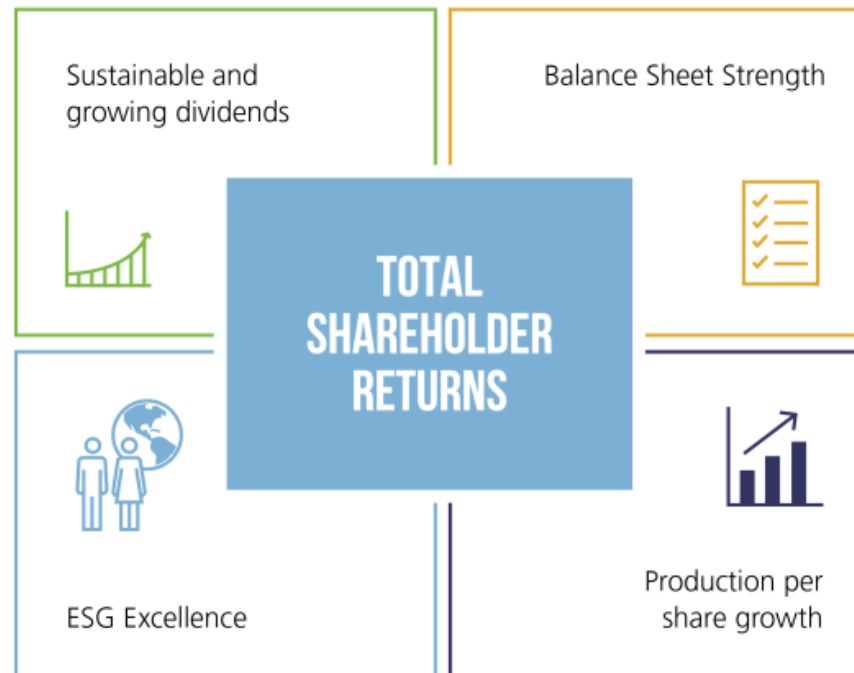 Sustainable and
growing dividends
Balance Sheet Strength
TOTAL
SHAREHOLDER
RETURNS
ESG Excellence
Production per
share growth